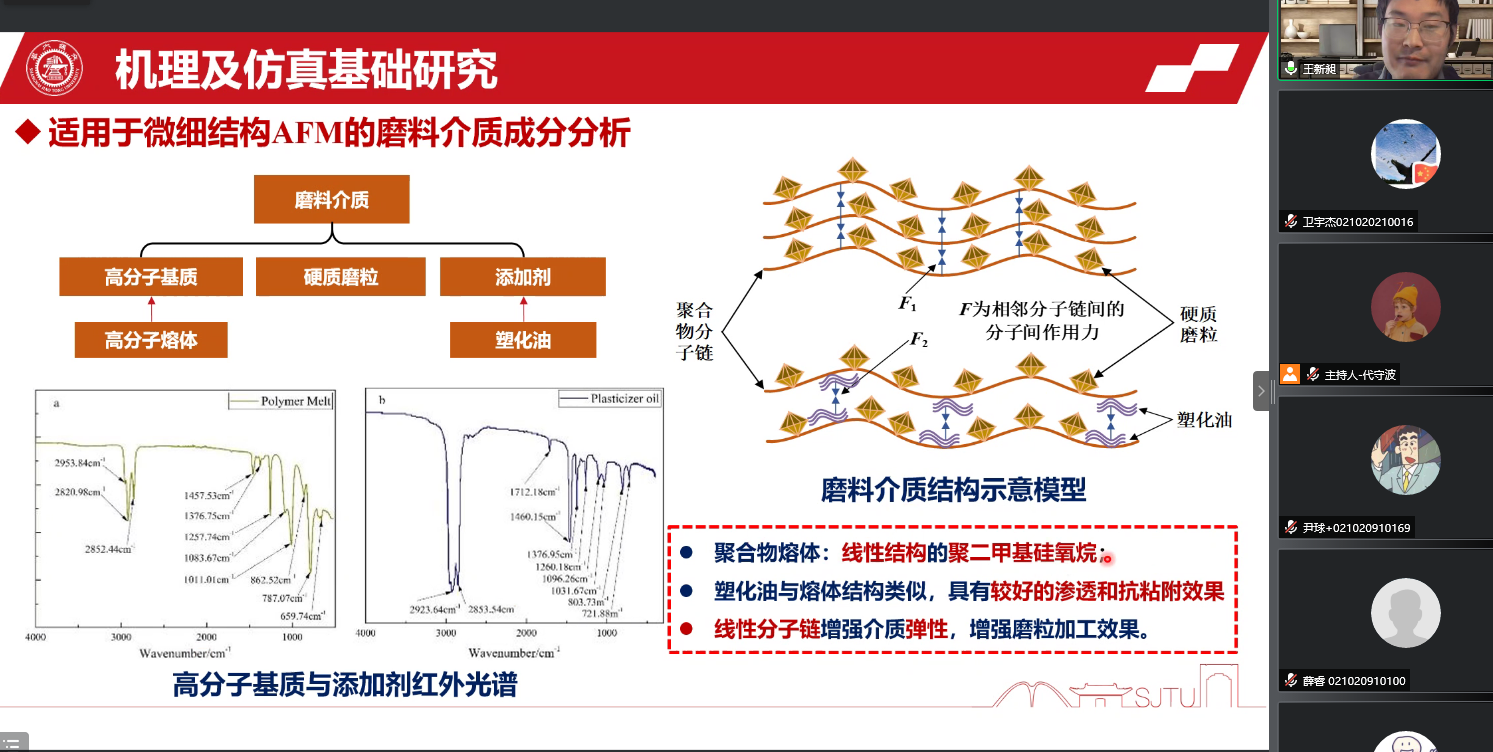 机理及仿真基础研究
适用于微细结构AFM的磨料介质成分分析
磨料介质
高分子基质
硬质磨粒
添加剂
高分子熔体
塑化油
聚合
物分
子链
F1
F为相邻分子链间的
分子间作用力
F2
硬质
磨粒
塑化油
磨料介质结构示意模型
a
Polymer Melt
2953.84cm-1
2820.98cm-1
2852.44cm-1
1457.53cm-1
1376.75cm-1
1257.74cm-1
1083.67cm-1
1011.01cm-1
862.52cm-1
787.07cm-1
659.74cm-1
4000
3000
2000
1000
Wavenumber/cm-1
b
Plasticizer oil
1712.18cm-1
1460.15cm-1
1376.95cm-1
1260.18cm-1
1096.26cm-1
1031.67cm-1
803.73m-1
721.88m-1
2923.64cm-1
2853.54cm-1
4000
3000
2000
1000
Wavenumber/cm-1
高分子基质与添加剂红外光谱
聚合物熔体：线性结构的聚二甲基硅氧烷；
塑化油与熔体结构类似，具有较好的渗透和抗粘附效果
线性分子链增强介质弹性，增强磨粒加工效果。
SJTU
王新昶
卫宇杰021020210016
主持人-代守波
尹球+021020910169
薛睿 021020910100